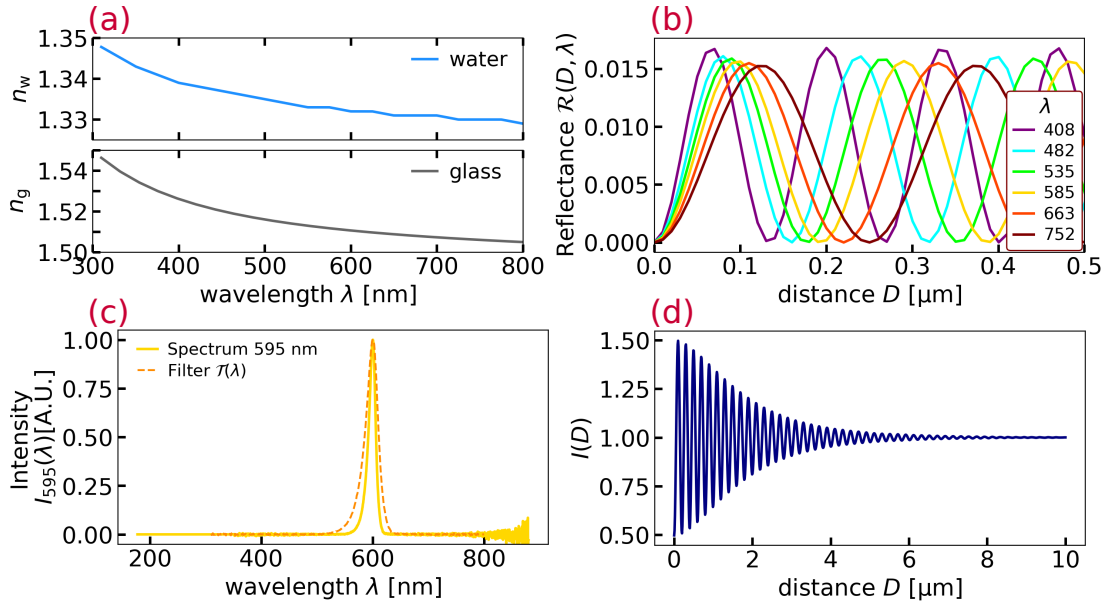 (a)
1.35
1.34
1.33
n_w
water
1.54
1.52
1.50
n_g
glass
300 400 500 600 700 800
wavelength λ [nm]
(b)
0.015
0.010
0.005
0.000
Reflectance R(D, λ)
λ
408
482
535
585
663
752
0.0 0.1 0.2 0.3 0.4 0.5
distance D [μm]
(c)
1.00
0.75
0.50
0.25
0.00
Intensity
I_595(λ)[A.U.]
Spectrum 595 nm
Filter T(λ)
200 400 600 800
wavelength λ [nm]
(d)
1.50
1.25
1.00
0.75
0.50
I(D)
0 2 4 6 8 10
distance D [μm]